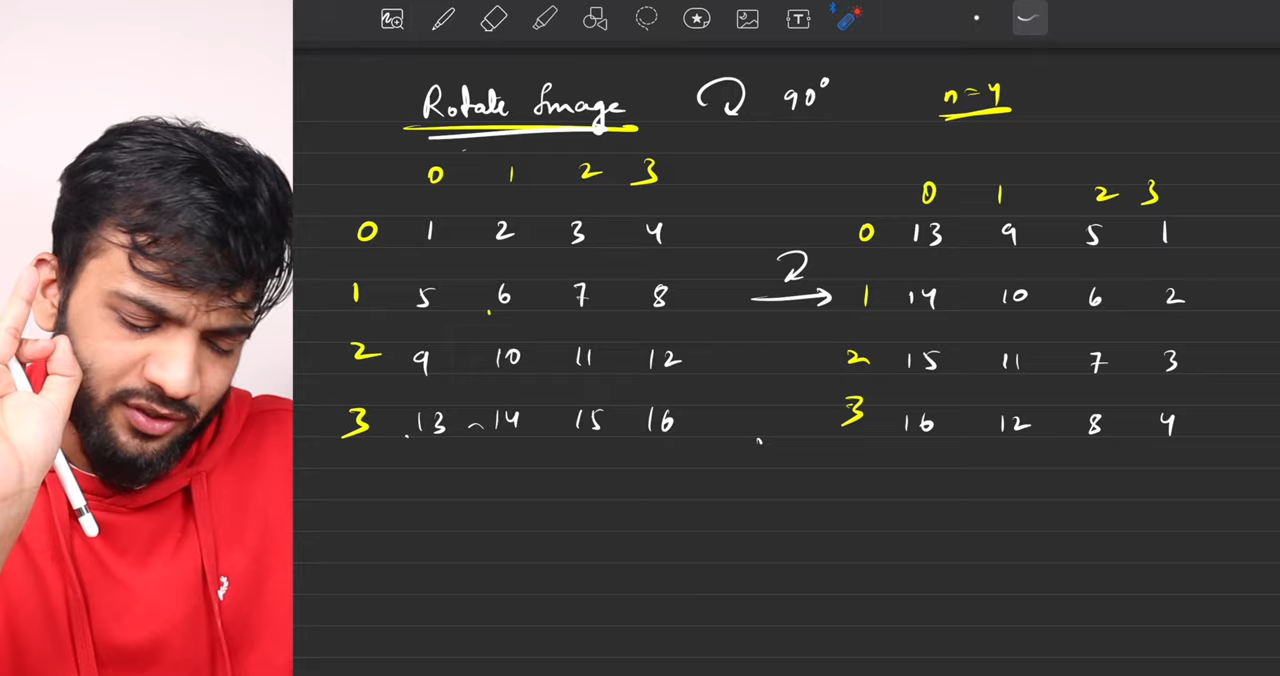 Rotate Image 90° n = 4
0 1 2 3 0 1 2 3
0 1 2 3 4 0 13 9 5 1
1 5 6 7 8 1 14 10 6 2
2 9 10 11 12 2 15 11 7 3
3 13 14 15 16 3 16 12 8 4